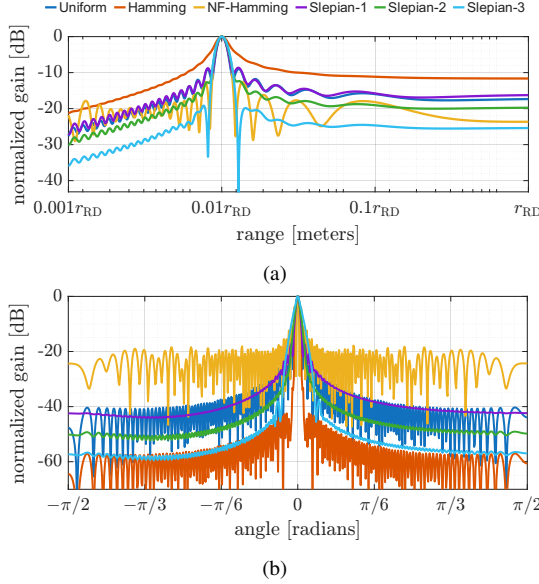 Uniform Hamming NF-Hamming Slepian-1 Slepian-2 Slepian-3
normalized gain [dB]
0
-10
-20
-30
-40
0.001r_RD 0.01r_RD 0.1r_RD r_RD
range [meters]
(a)
normalized gain [dB]
0
-20
-40
-60
−π/2 −π/3 −π/6 0 π/6 π/3 π/2
angle [radians]
(b)